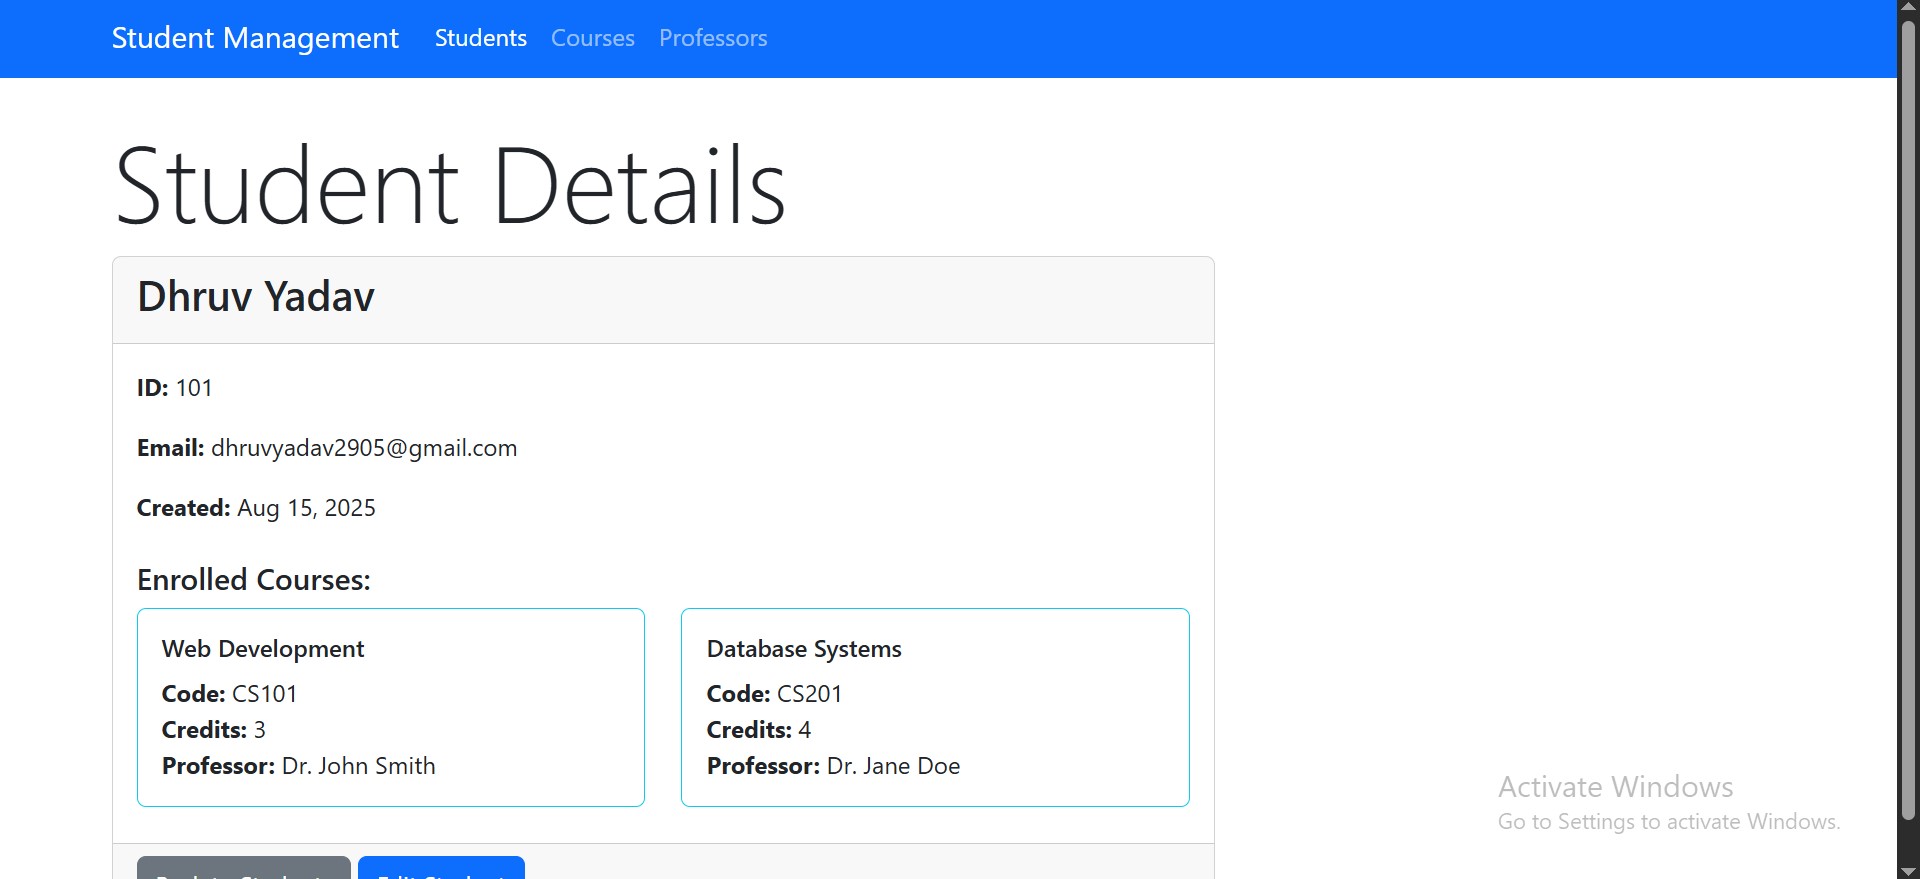 Student Management Students Courses Professors
Student Details
Dhruv Yadav
ID: 101
Email: dhruvyadav2905@gmail.com
Created: Aug 15, 2025
Enrolled Courses:
Web Development
Code: CS101
Credits: 3
Professor: Dr. John Smith
Database Systems
Code: CS201
Credits: 4
Professor: Dr. Jane Doe
Activate Windows
Go to Settings to activate Windows.